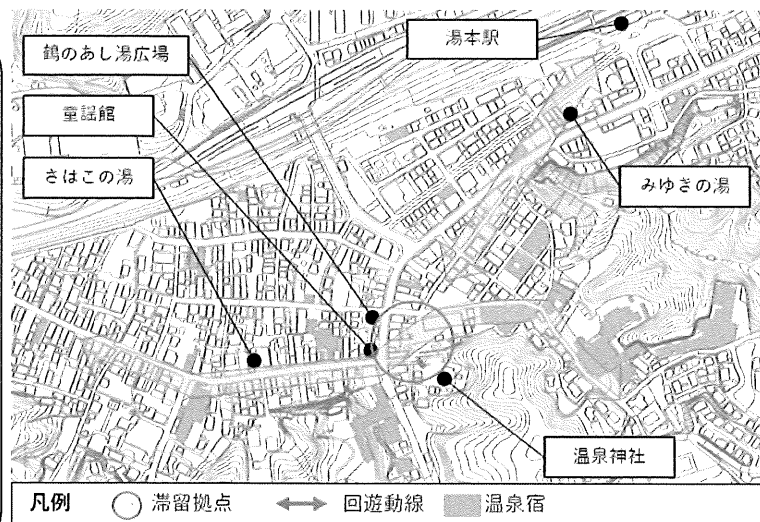 鶴のあし湯広場
湯本駅
童謡館
さはこの湯
みゆきの湯
温泉神社
凡例 滞留拠点 回遊動線 温泉宿